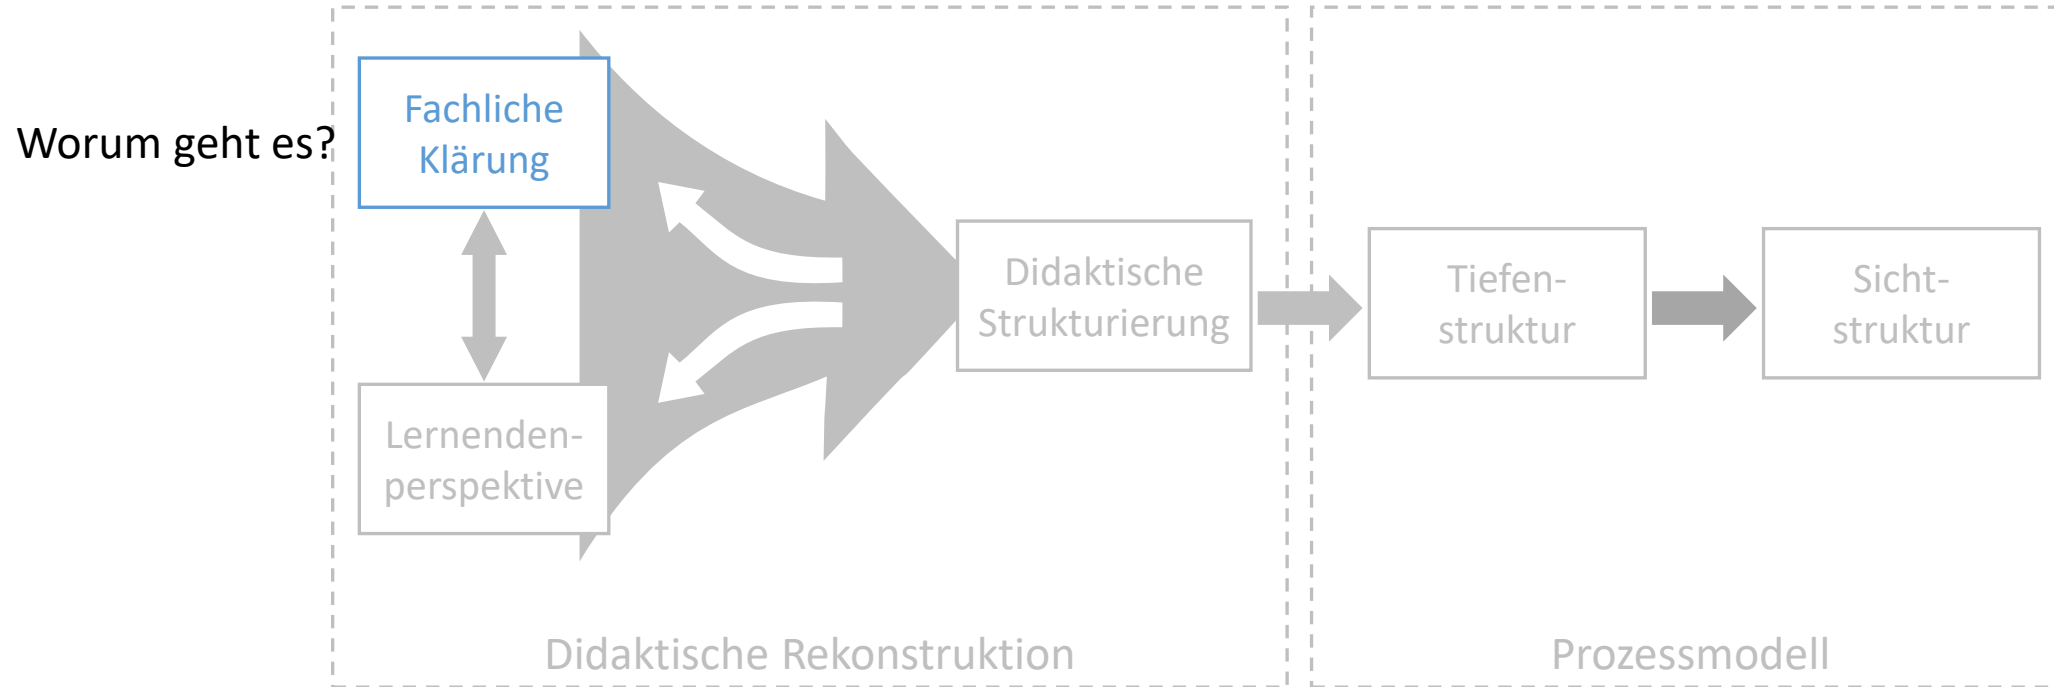 Worum geht es?
Fachliche
Klärung
Lernenden-
perspektive
Didaktische
Strukturierung
Tiefen-
struktur
Sicht-
struktur
Didaktische Rekonstruktion
Prozessmodell